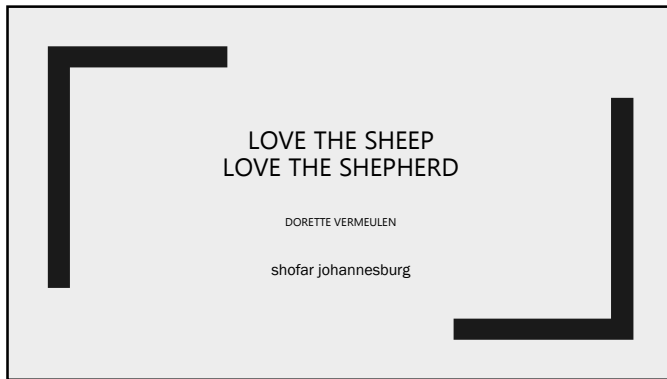 LOVE THE SHEEP
LOVE THE SHEPHERD
DORETTE VERMEULEN
shofar johannesburg